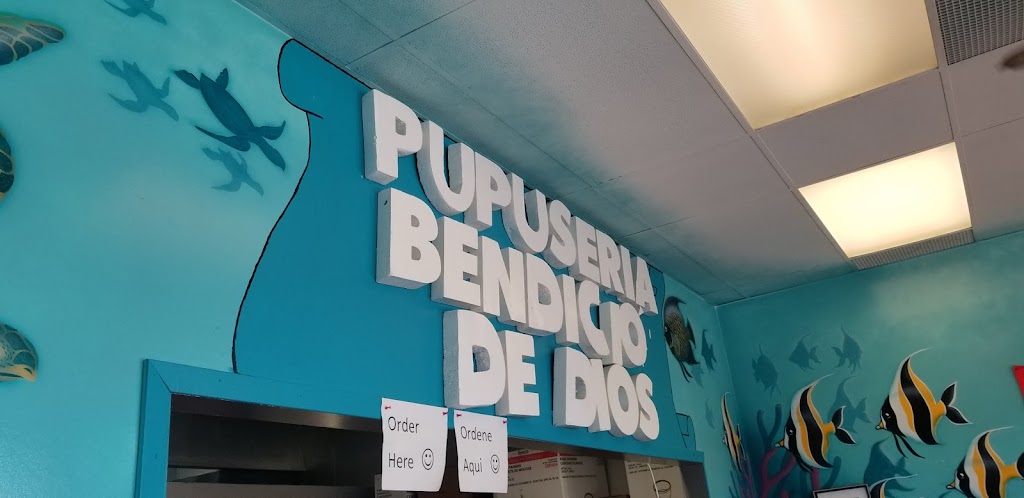 PUPUSERIA
BENDICIÓ
DE DIOS
Order
Here ☺
Ordene
Aqui ☺